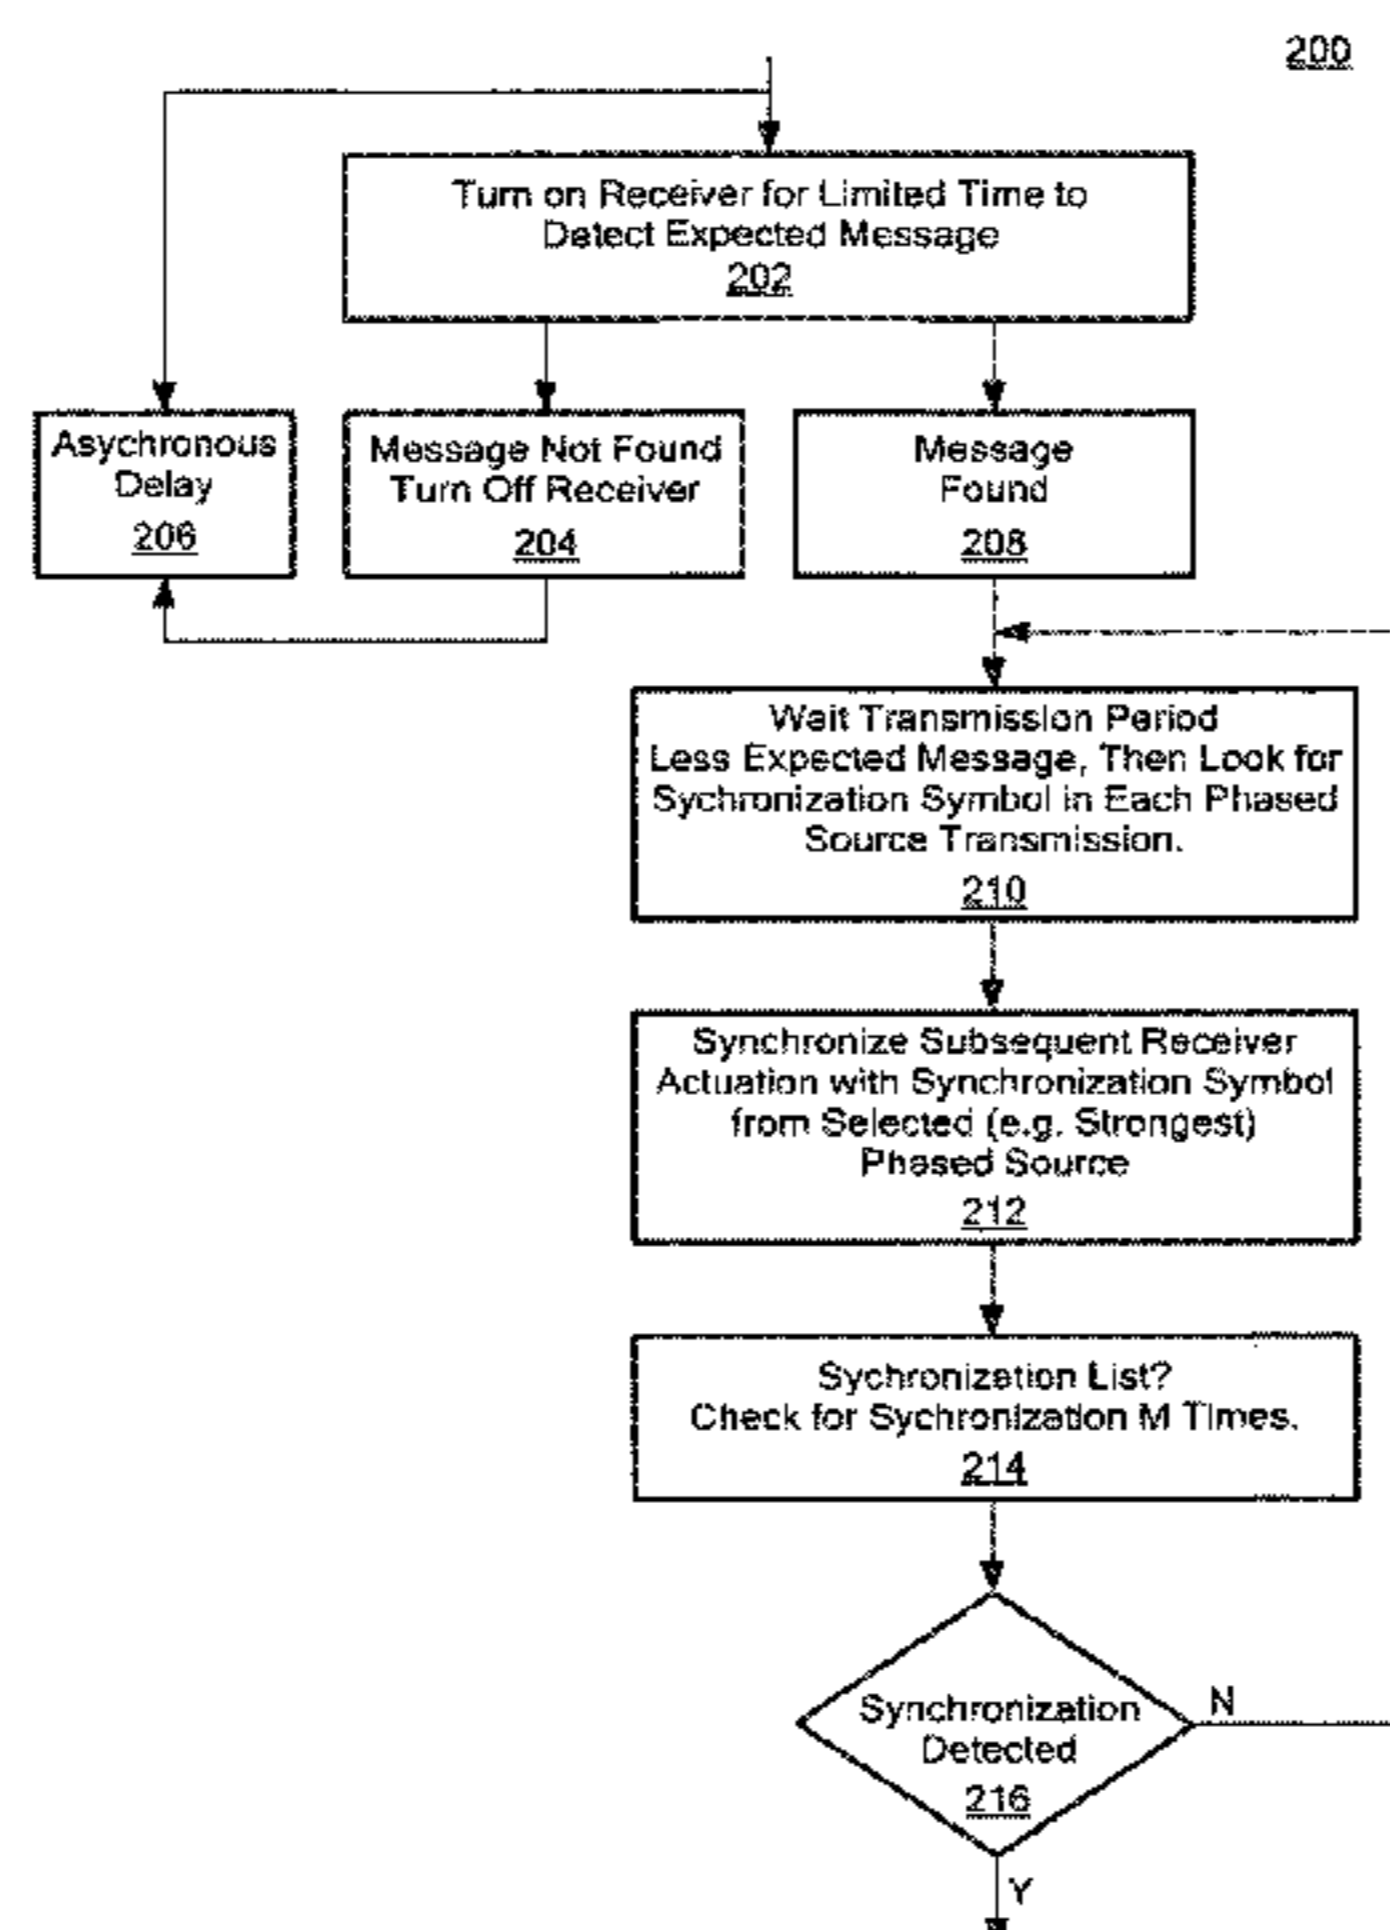 200
Turn on Receiver for Limited Time to
Detect Expected Message
202
Asychronous
Delay
206
Message Not Found
Turn Off Receiver
204
Message
Found
208
Wait Transmission Period
Less Expected Message, Then Look for
Sychronization Symbol in Each Phased
Source Transmission.
210
Synchronize Subsequent Receiver
Actuation with Synchronization Symbol
from Selected (e.g. Strongest)
Phased Source
212
Sychronization List?
Check for Sychronization M Times.
214
Synchronization
Detected
216
N
Y